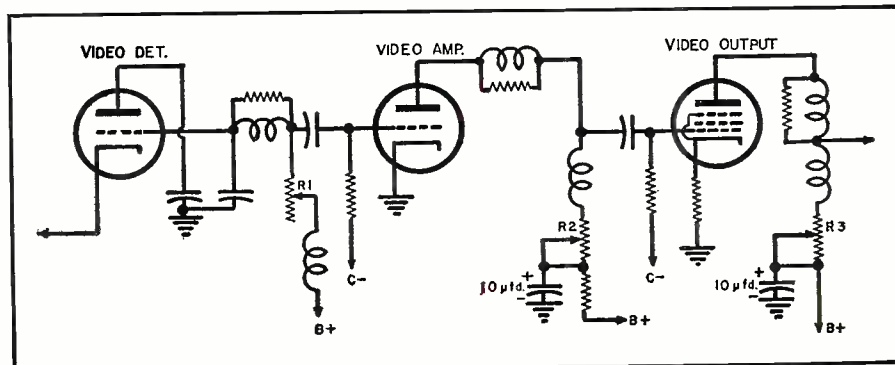 VIDEO DET.
VIDEO AMP.
VIDEO OUTPUT
R1
C-
B+
R2
10 µfd.
+
-
C-
B+
R3
10 µfd.
+
-
B+